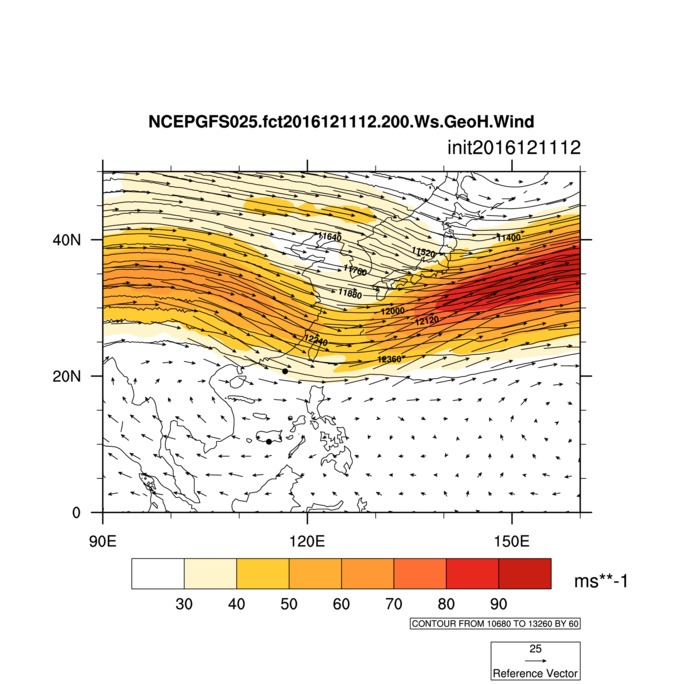 NCEPGFS025.fct2016121112.200.Ws.GeoH.Wind
init2016121112
40N
20N
0
11640
11520
11400
11760
11880
12000
12120
12240
12360
90E 120E 150E
30 40 50 60 70 80 90
ms**-1
CONTOUR FROM 10680 TO 13260 BY 60
25
Reference Vector